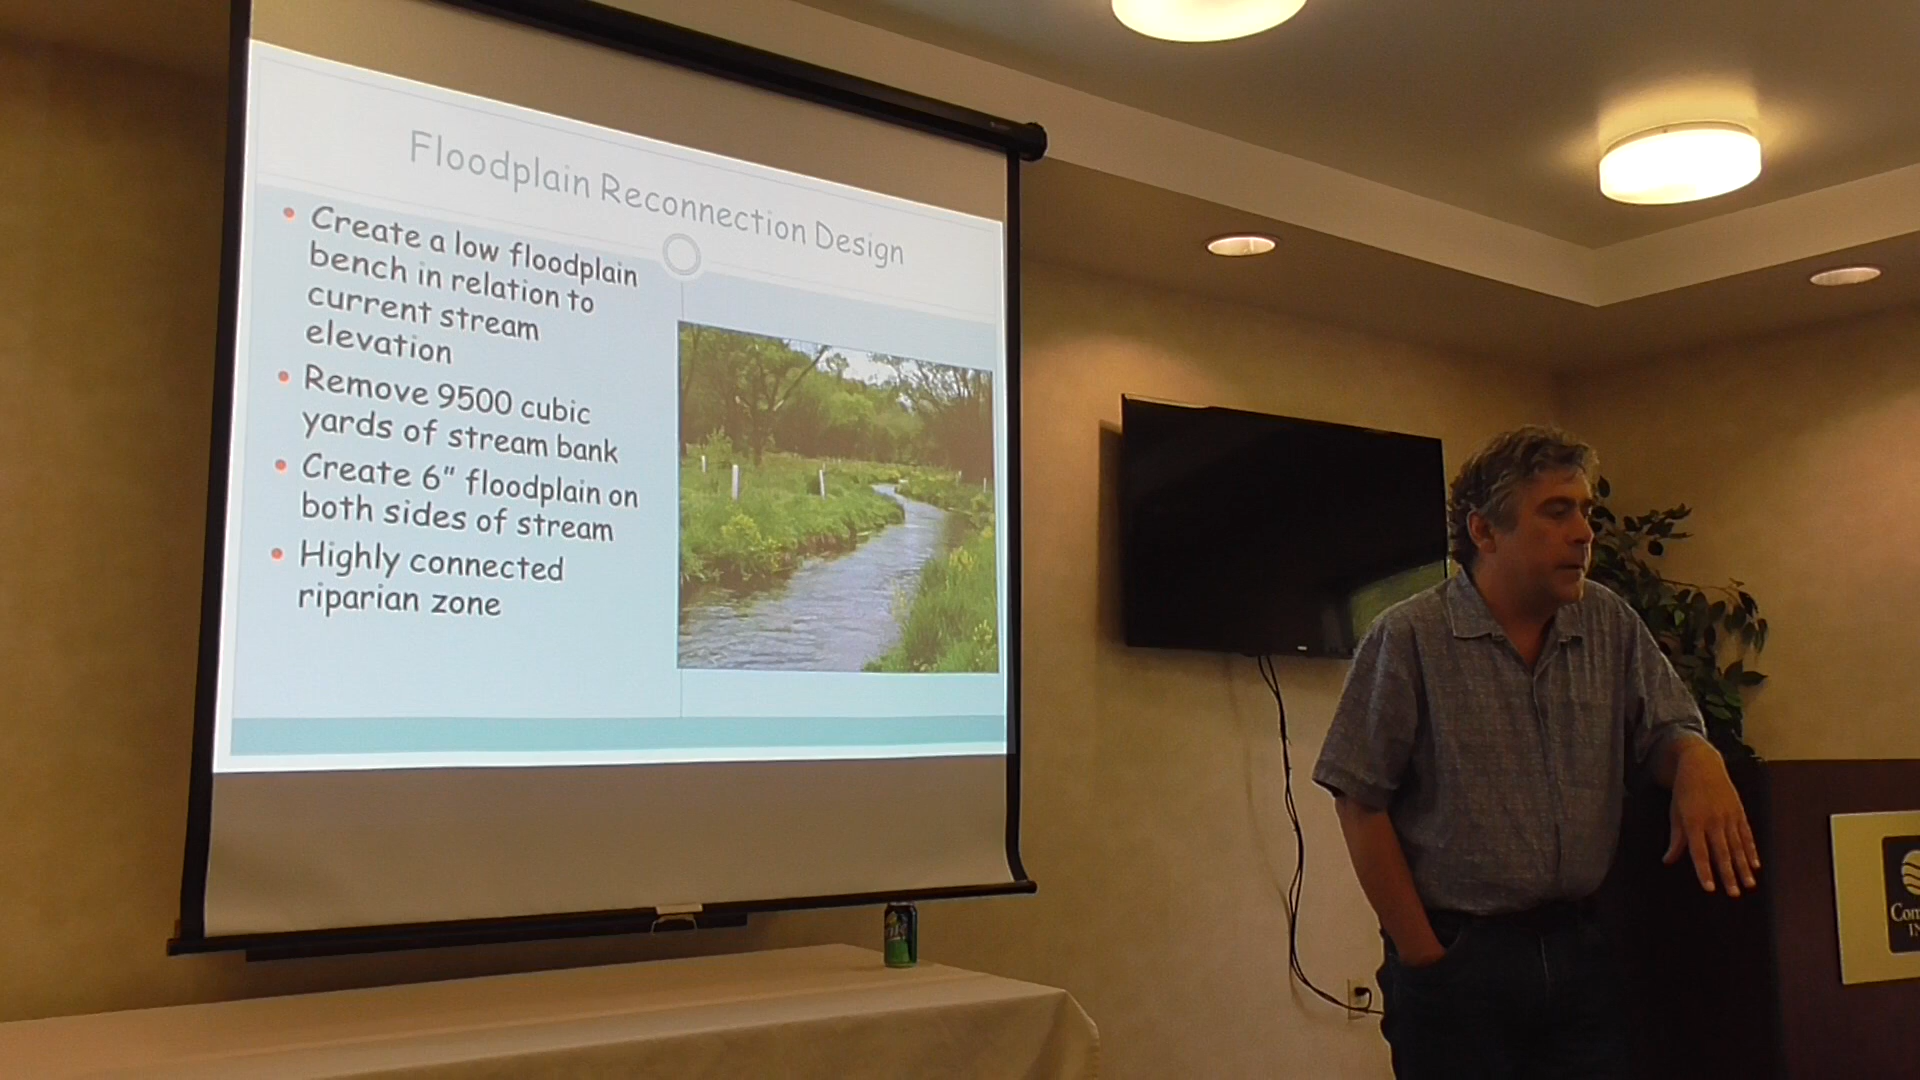 Floodplain Reconnection Design
• Create a low floodplain
bench in relation to
current stream
elevation
• Remove 9500 cubic
yards of stream bank
• Create 6" floodplain on
both sides of stream
• Highly connected
riparian zone